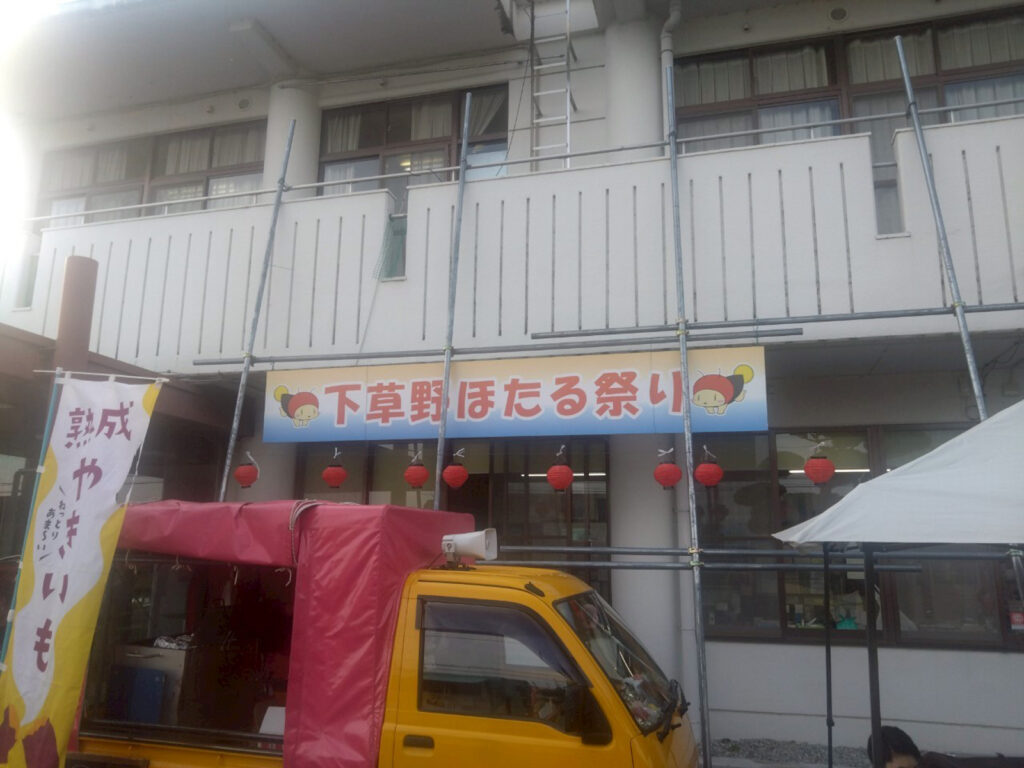 下草野ほたる祭り
熟成
やきいも
ねっとり
あま〜い